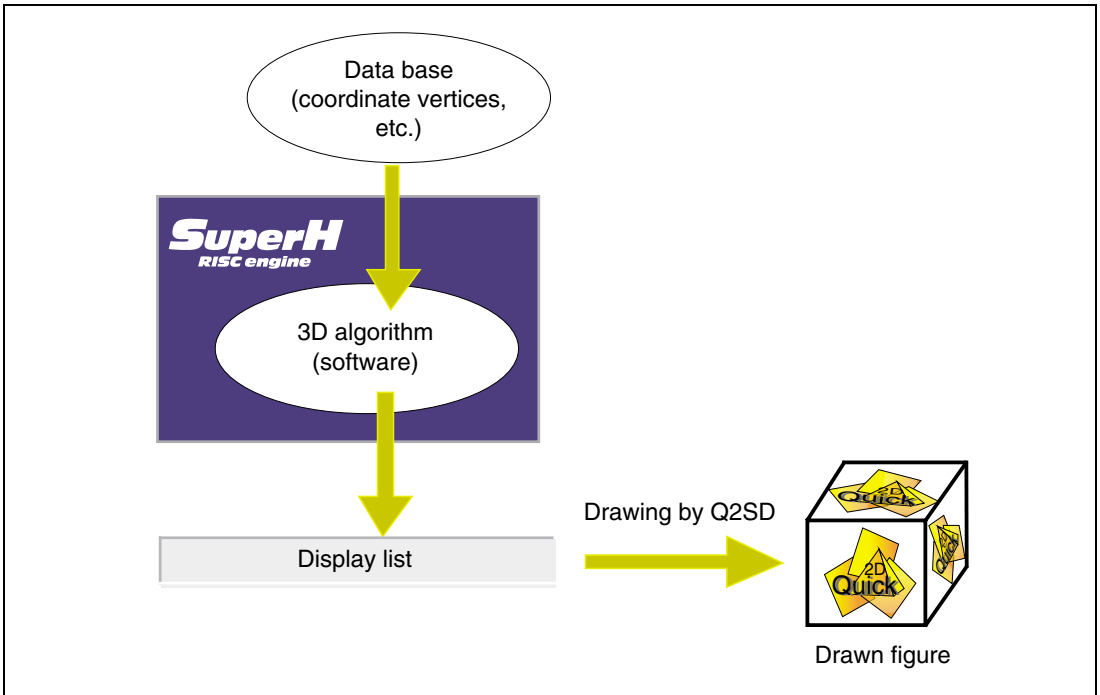 Data base
(coordinate vertices,
etc.)
SuperH
RISC engine
3D algorithm
(software)
Display list
Drawing by Q2SD
2D
Quick
2D
Quick
2D
Quick
Drawn figure